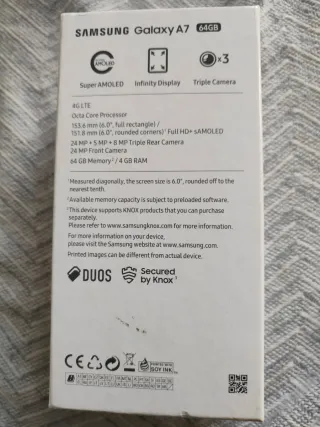 SAMSUNG Galaxy A7 64GB
AMOLED
×3
Super AMOLED Infinity Display Triple Camera
4G LTE
Octa Core Processor
153.6 mm (6.0", full rectangle) /
151.8 mm (6.0", rounded corners)¹ Full HD+ sAMOLED
24 MP + 5 MP + 8 MP Triple Rear Camera
24 MP Front Camera
64 GB Memory² / 4 GB RAM
¹Measured diagonally, the screen size is 6.0", rounded off to the
nearest tenth.
²Available memory capacity is subject to preloaded software.
³This device supports KNOX products that you can purchase
separately.
Please refer to www.samsungknox.com for more information.
For more information on your device,
please visit the Samsung website at www.samsung.com.
Printed images can be different from actual device.
DUOS Secured
by Knox³
SOY INK